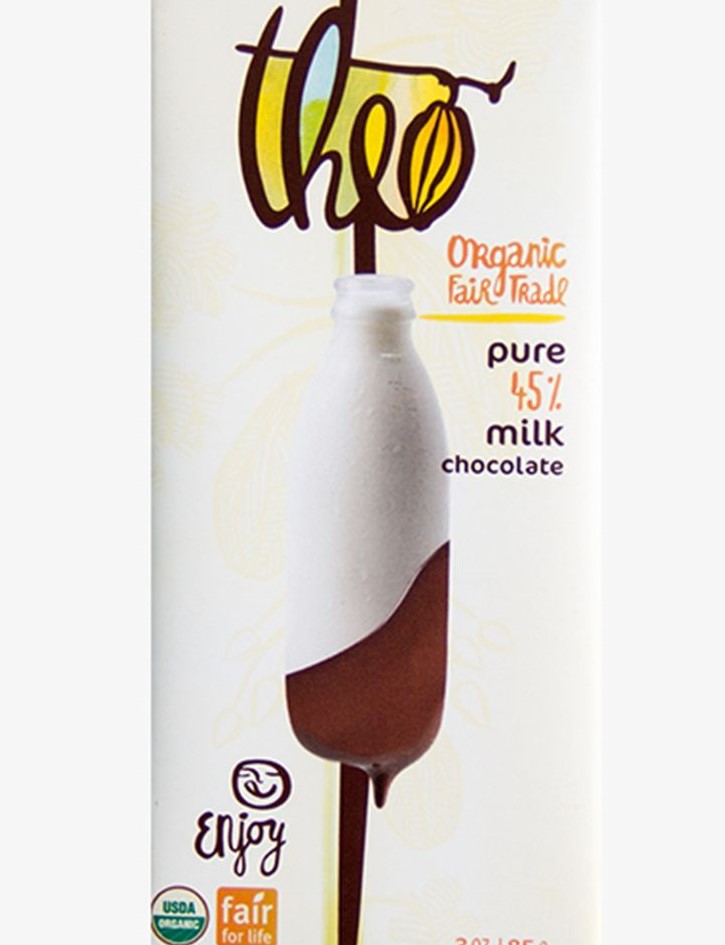 theo
Organic
Fair Trade
pure
45%
milk
chocolate
Enjoy
USDA
ORGANIC
fair
for life